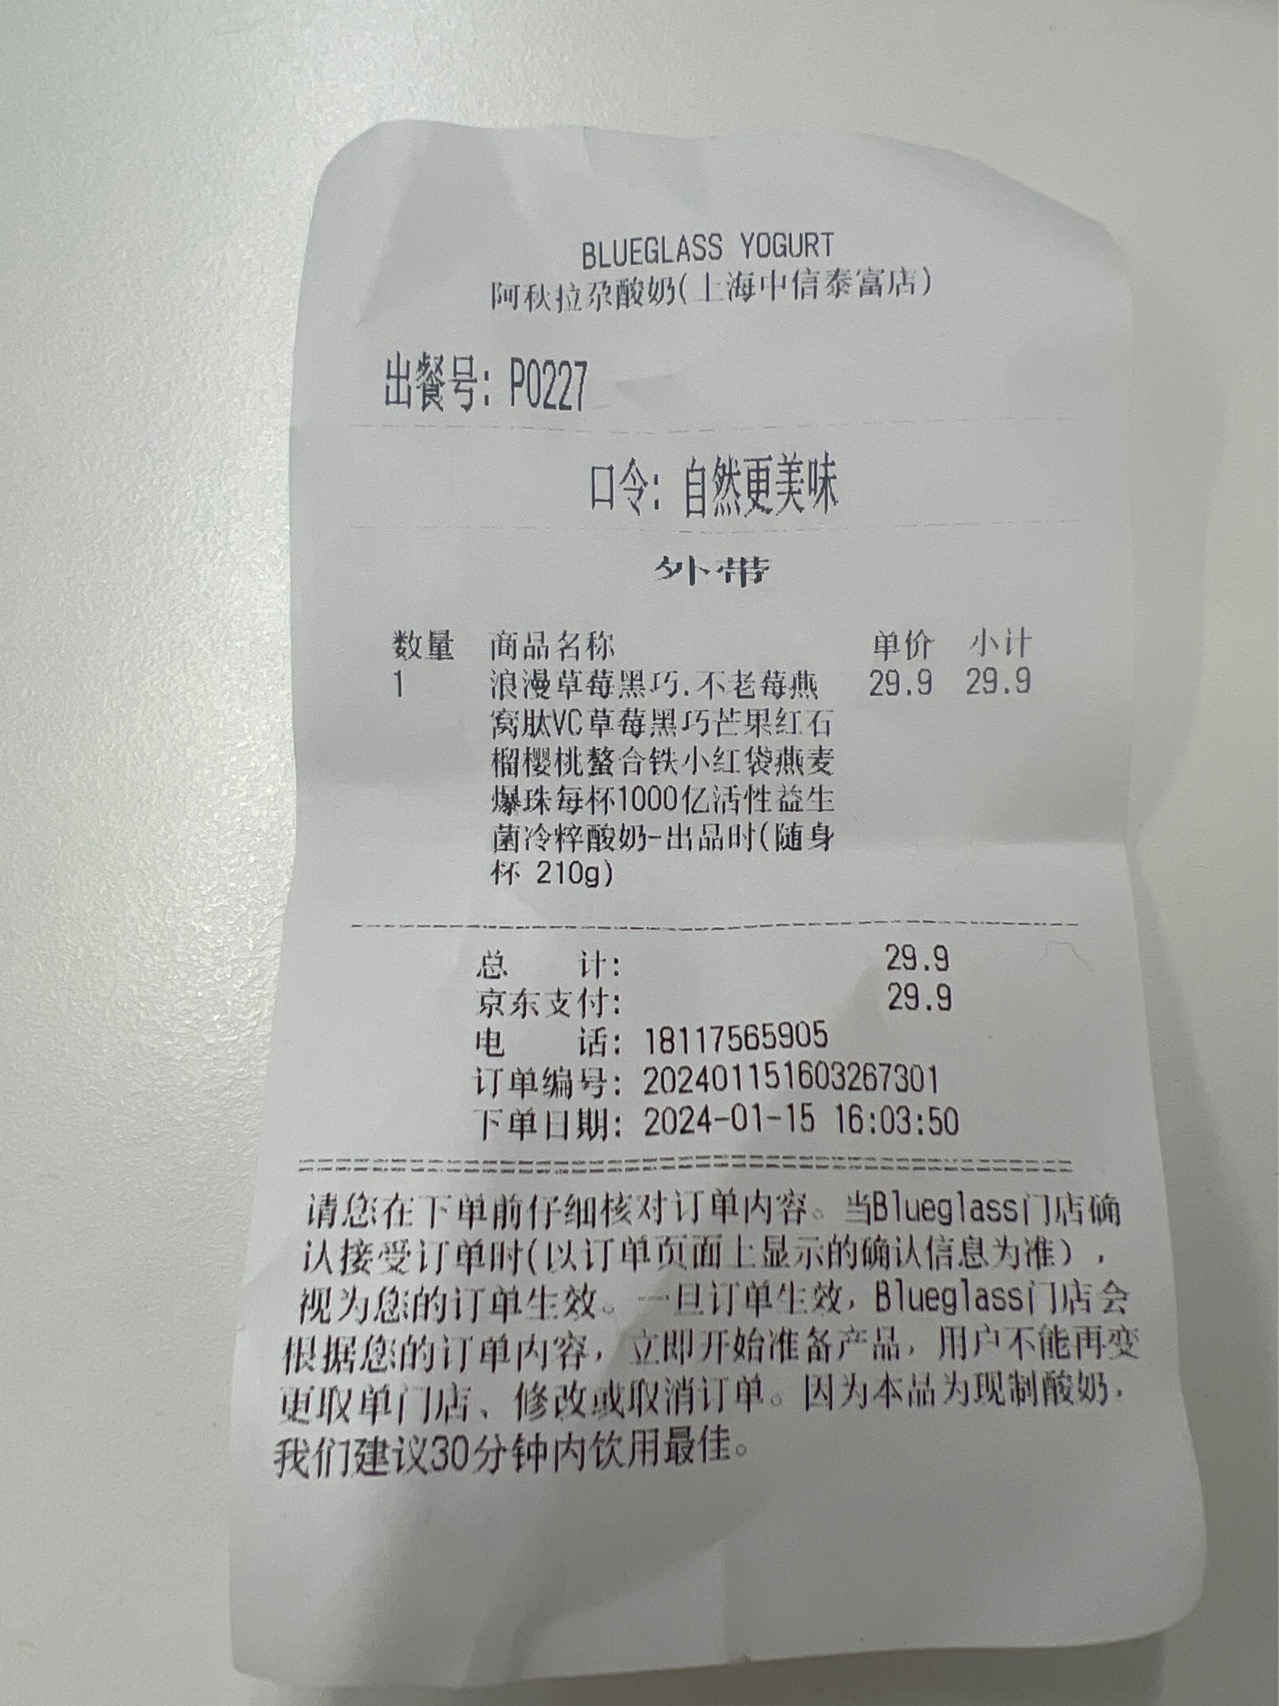 BLUEGLASS YOGURT
阿秋拉尕酸奶(上海中信泰富店)
出餐号: P0227
口令: 自然更美味
外带
数量 商品名称 单价 小计
1 浪漫草莓黑巧.不老莓燕 29.9 29.9
窝肽VC草莓黑巧芒果红石
榴樱桃螯合铁小红袋燕麦
爆珠每杯1000亿活性益生
菌冷粹酸奶-出品时(随身
杯 210g)
总 计: 29.9
京东支付: 29.9
电 话: 18117565905
订单编号: 202401151603267301
下单日期: 2024-01-15 16:03:50
请您在下单前仔细核对订单内容。当Blueglass门店确
认接受订单时(以订单页面上显示的确认信息为准),
视为您的订单生效。一旦订单生效,Blueglass门店会
根据您的订单内容,立即开始准备产品,用户不能再变
更取单门店、修改或取消订单。因为本品为现制酸奶,
我们建议30分钟内饮用最佳。